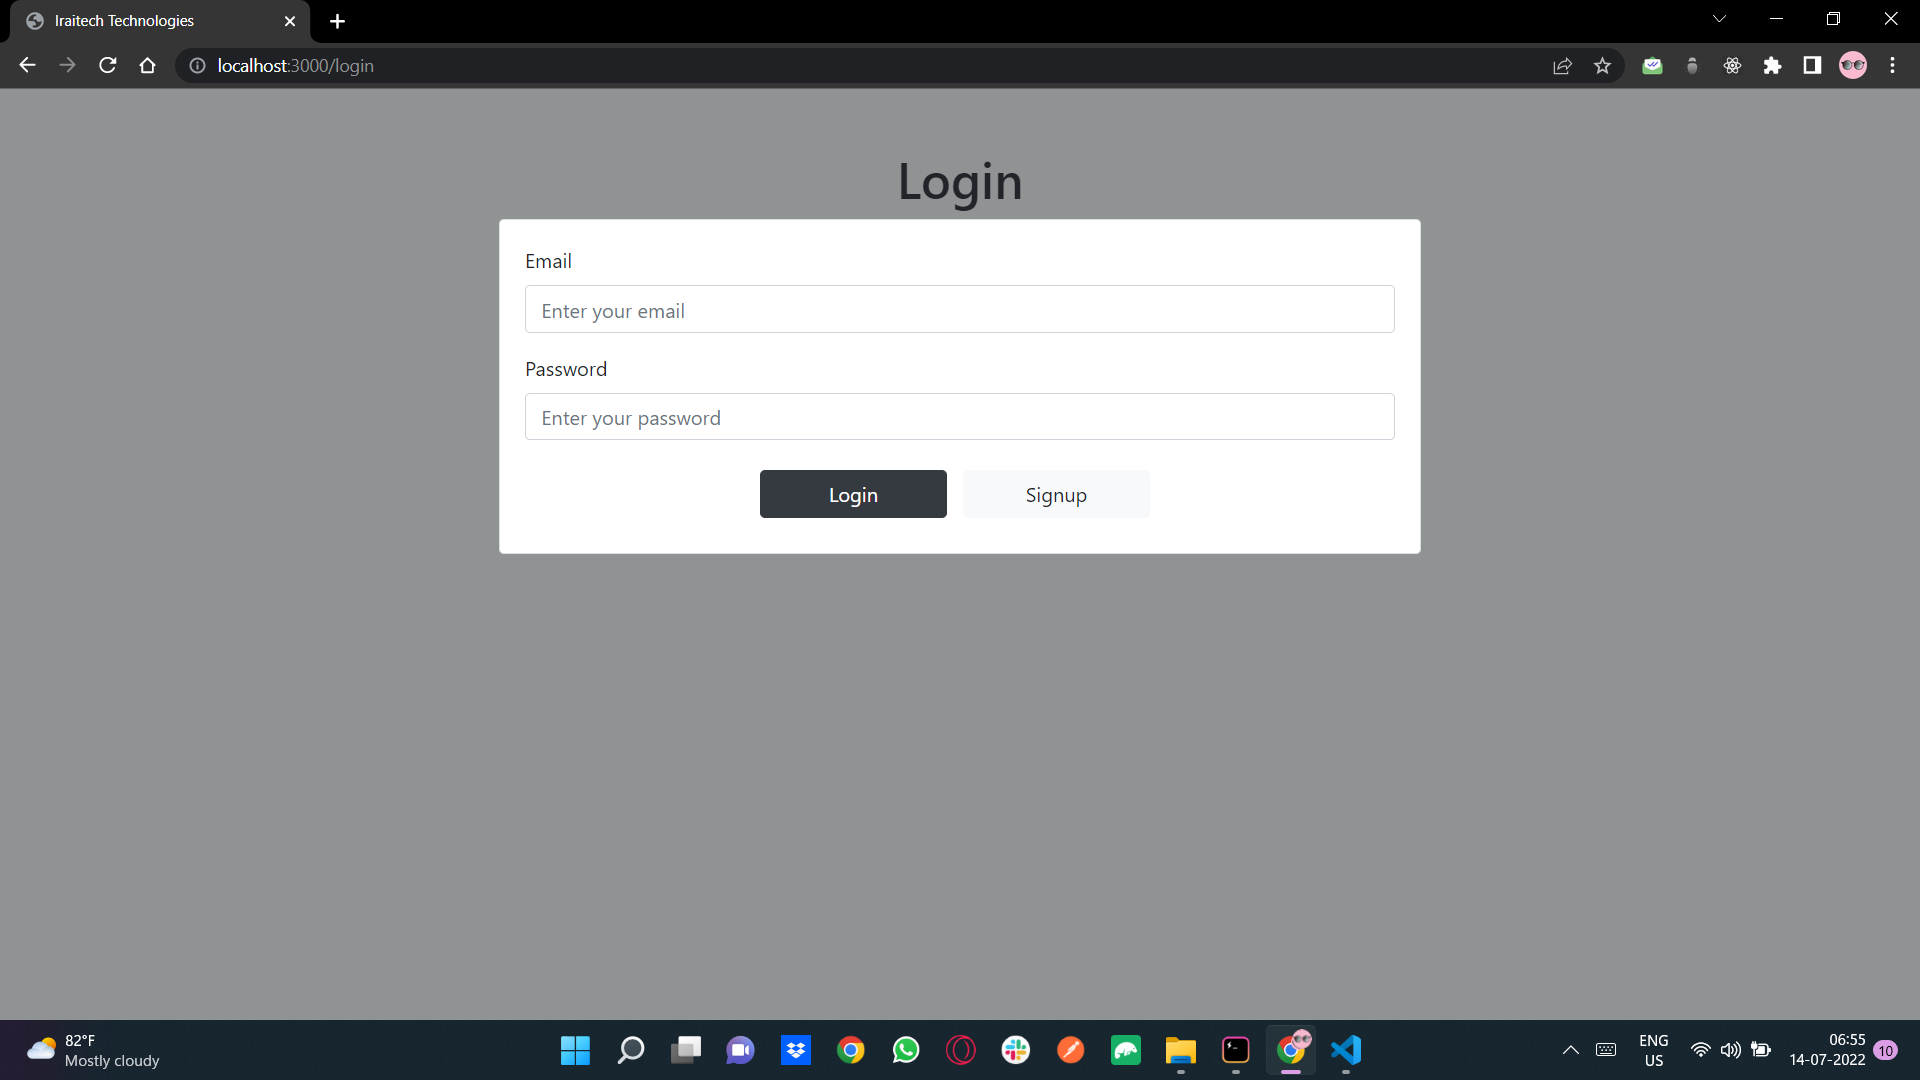 Iraitech Technologies
localhost:3000/login
Login
Email
Enter your email
Password
Enter your password
Login
Signup
82°F
Mostly cloudy
ENG
US
06:55
14-07-2022
10